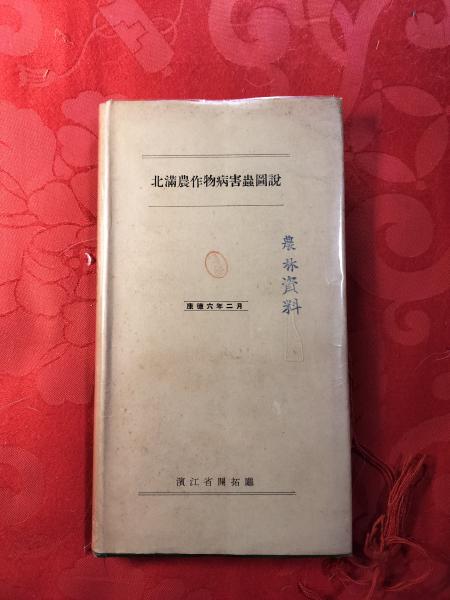 北滿農作物病害蟲圖說
農林資料
康德六年二月
濱江省開拓廳